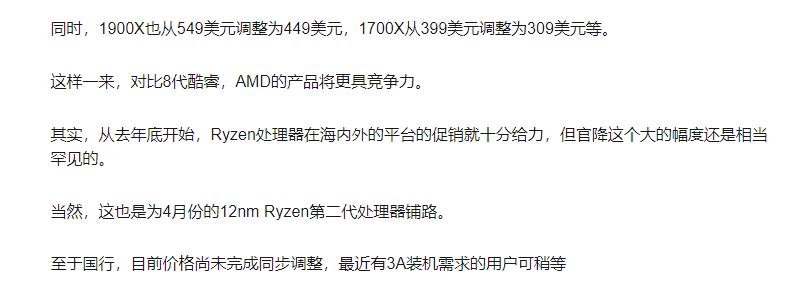 同时，1900X也从549美元调整为449美元，1700X从399美元调整为309美元等。
这样一来，对比8代酷睿，AMD的产品将更具竞争力。
其实，从去年底开始，Ryzen处理器在海内外的平台的促销就十分给力，但官降这个大的幅度还是相当
罕见的。
当然，这也是为4月份的12nm Ryzen第二代处理器铺路。
至于国行，目前价格尚未完成同步调整，最近有3A装机需求的用户可稍等